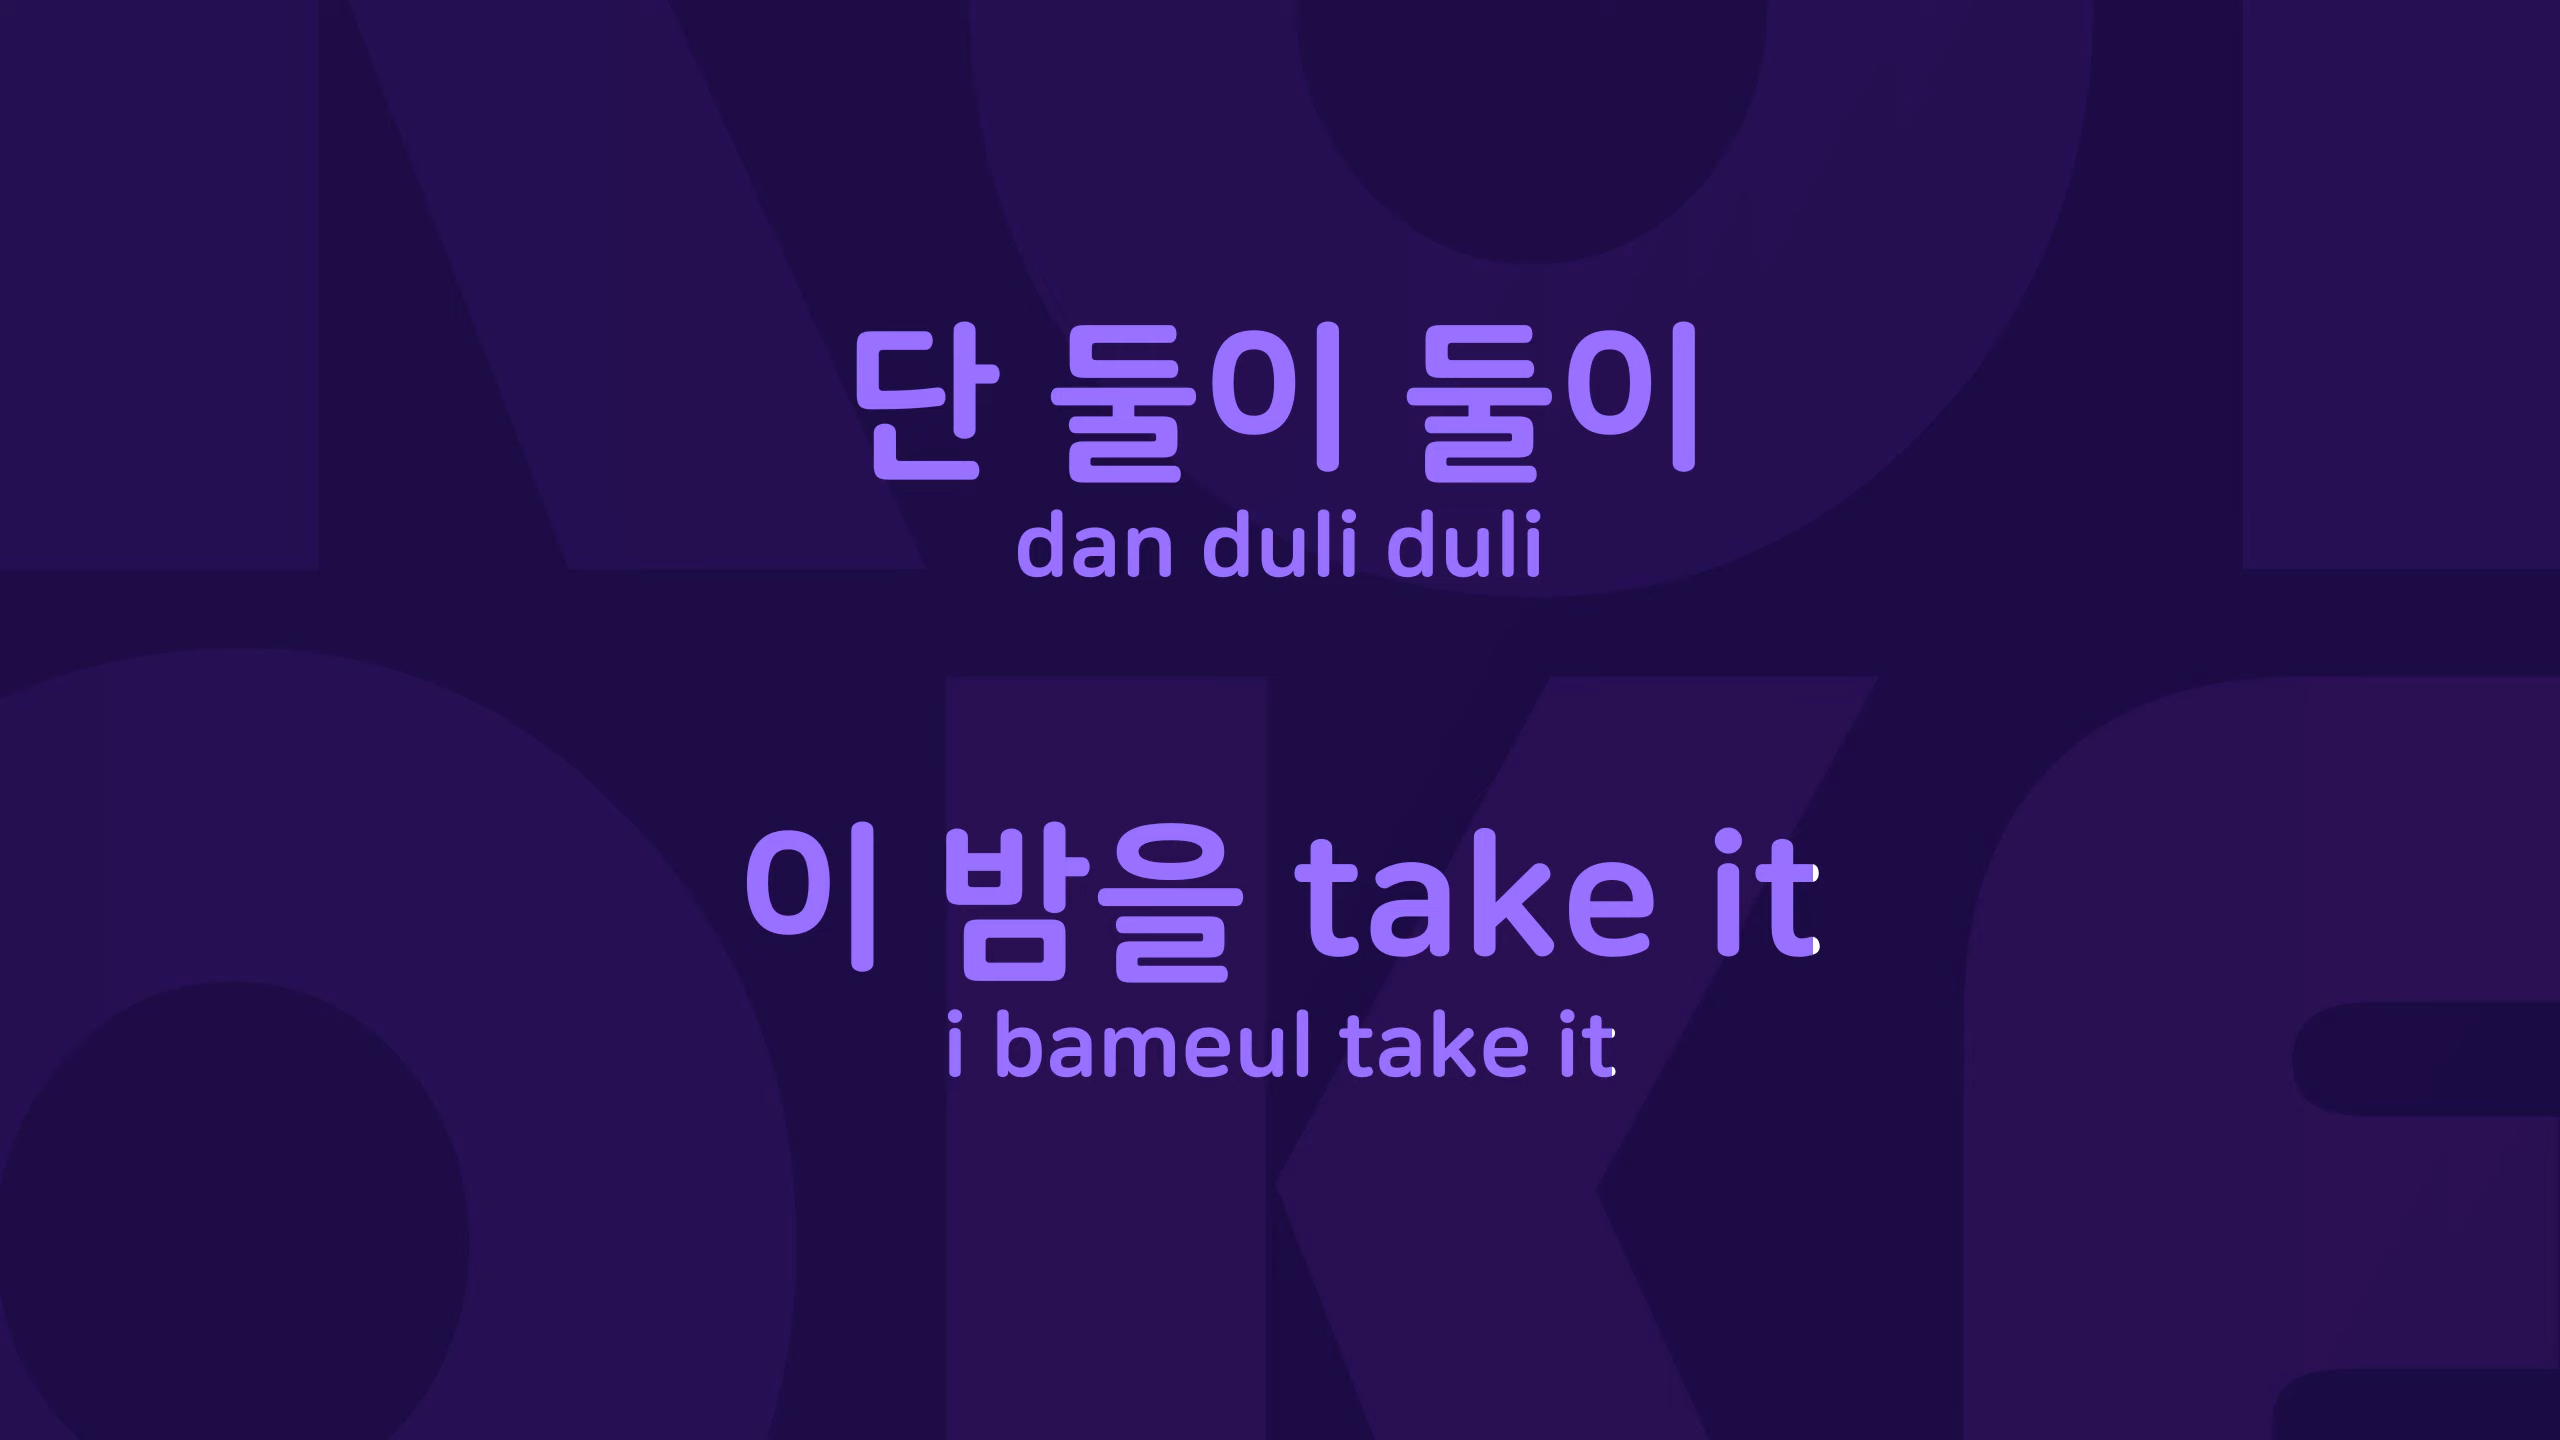 단 둘이 둘이
dan duli duli
이 밤을 take it
i bameul take it